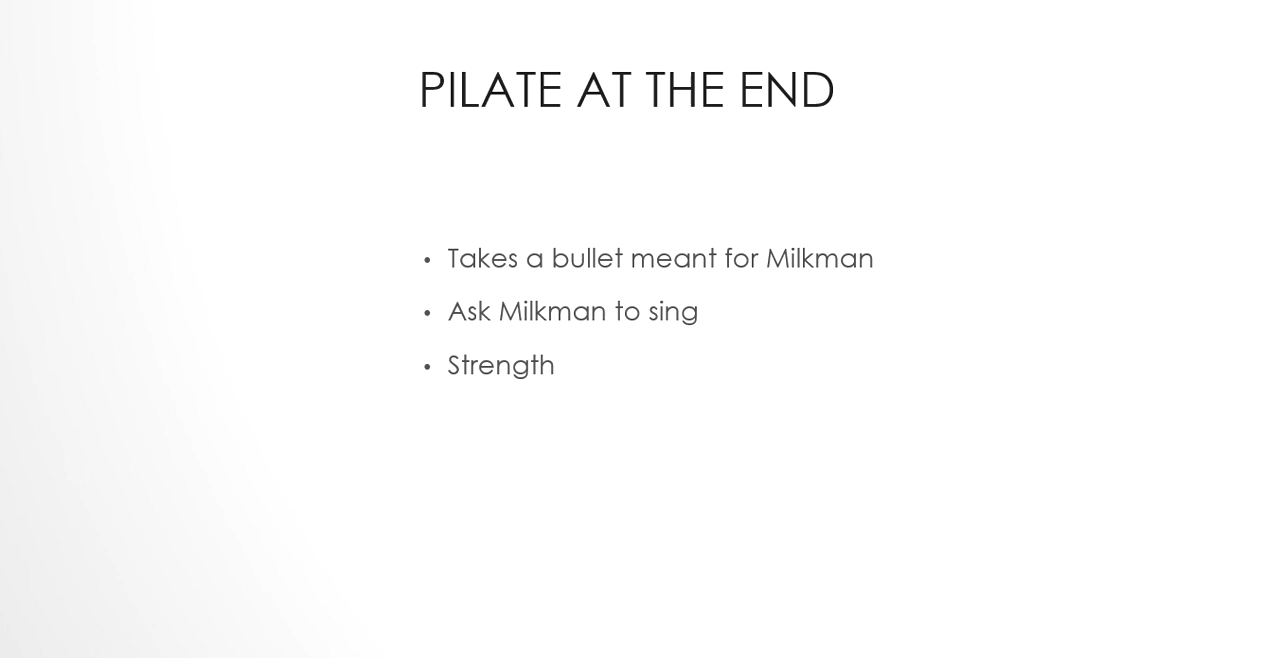 PILATE AT THE END
• Takes a bullet meant for Milkman
• Ask Milkman to sing
• Strength